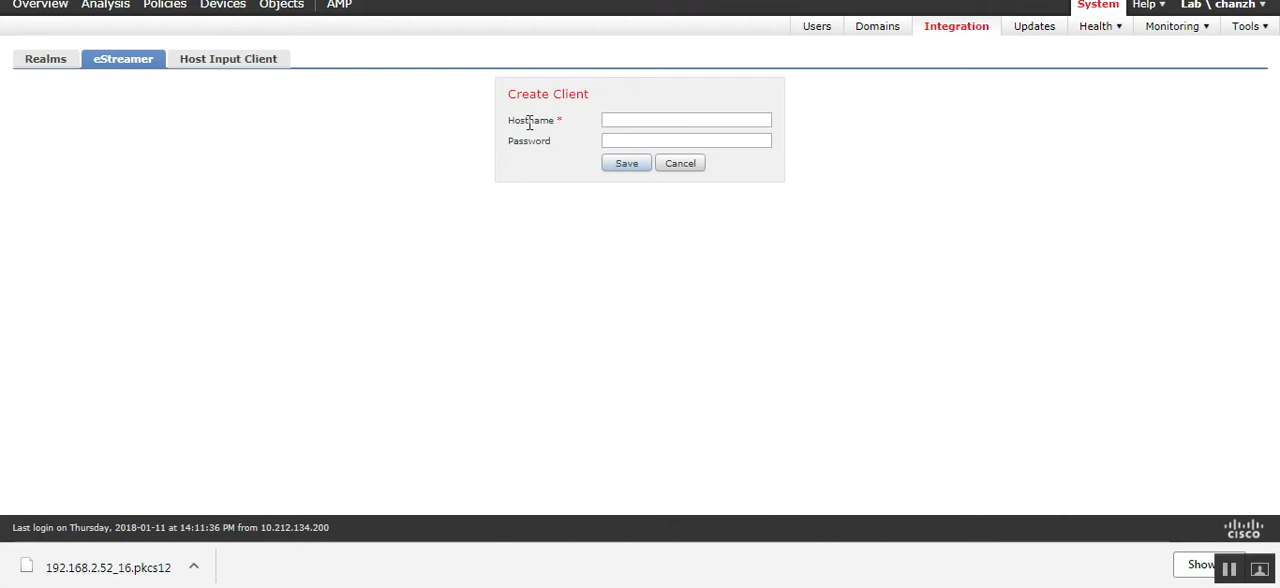 Overview Analysis Policies Devices Objects AMP System Help ▾ Lab \ chanzh ▾
Users Domains Integration Updates Health ▾ Monitoring ▾ Tools ▾
Realms eStreamer Host Input Client
Create Client
Hostname *
Password
Save Cancel
Last login on Thursday, 2018-01-11 at 14:11:36 PM from 10.212.134.200
CISCO
192.168.2.52_16.pkcs12
Show